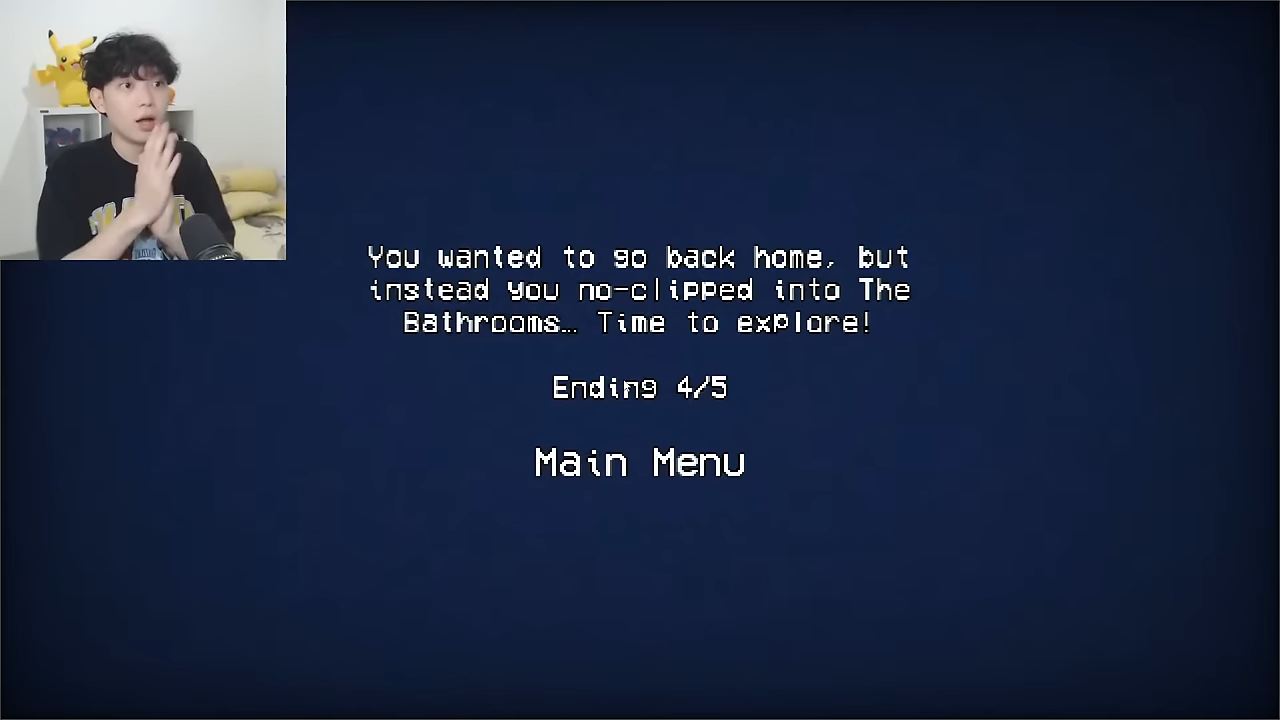 You wanted to go back home, but
instead you no-clipped into The
Bathrooms… Time to explore!
Ending 4/5
Main Menu